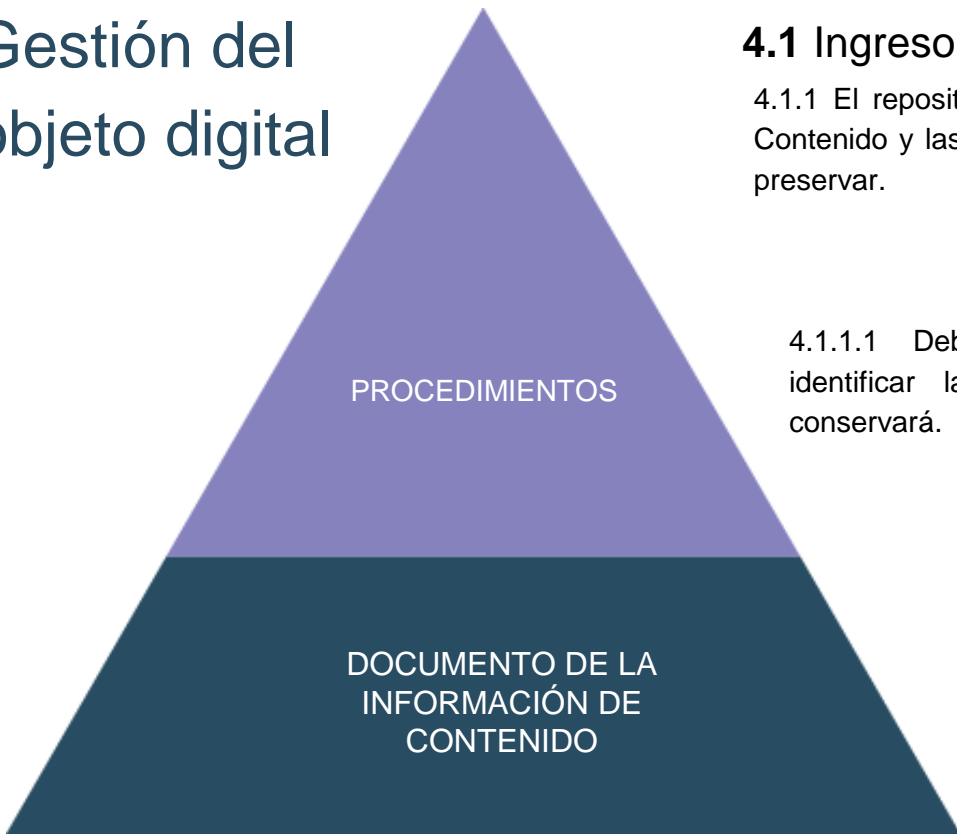 Gestión del
objeto digital
4.1 Ingreso
4.1.1 El reposit
Contenido y las
preservar.
4.1.1.1 Deb
identificar la
conservará.
PROCEDIMIENTOS
DOCUMENTO DE LA
INFORMACIÓN DE
CONTENIDO